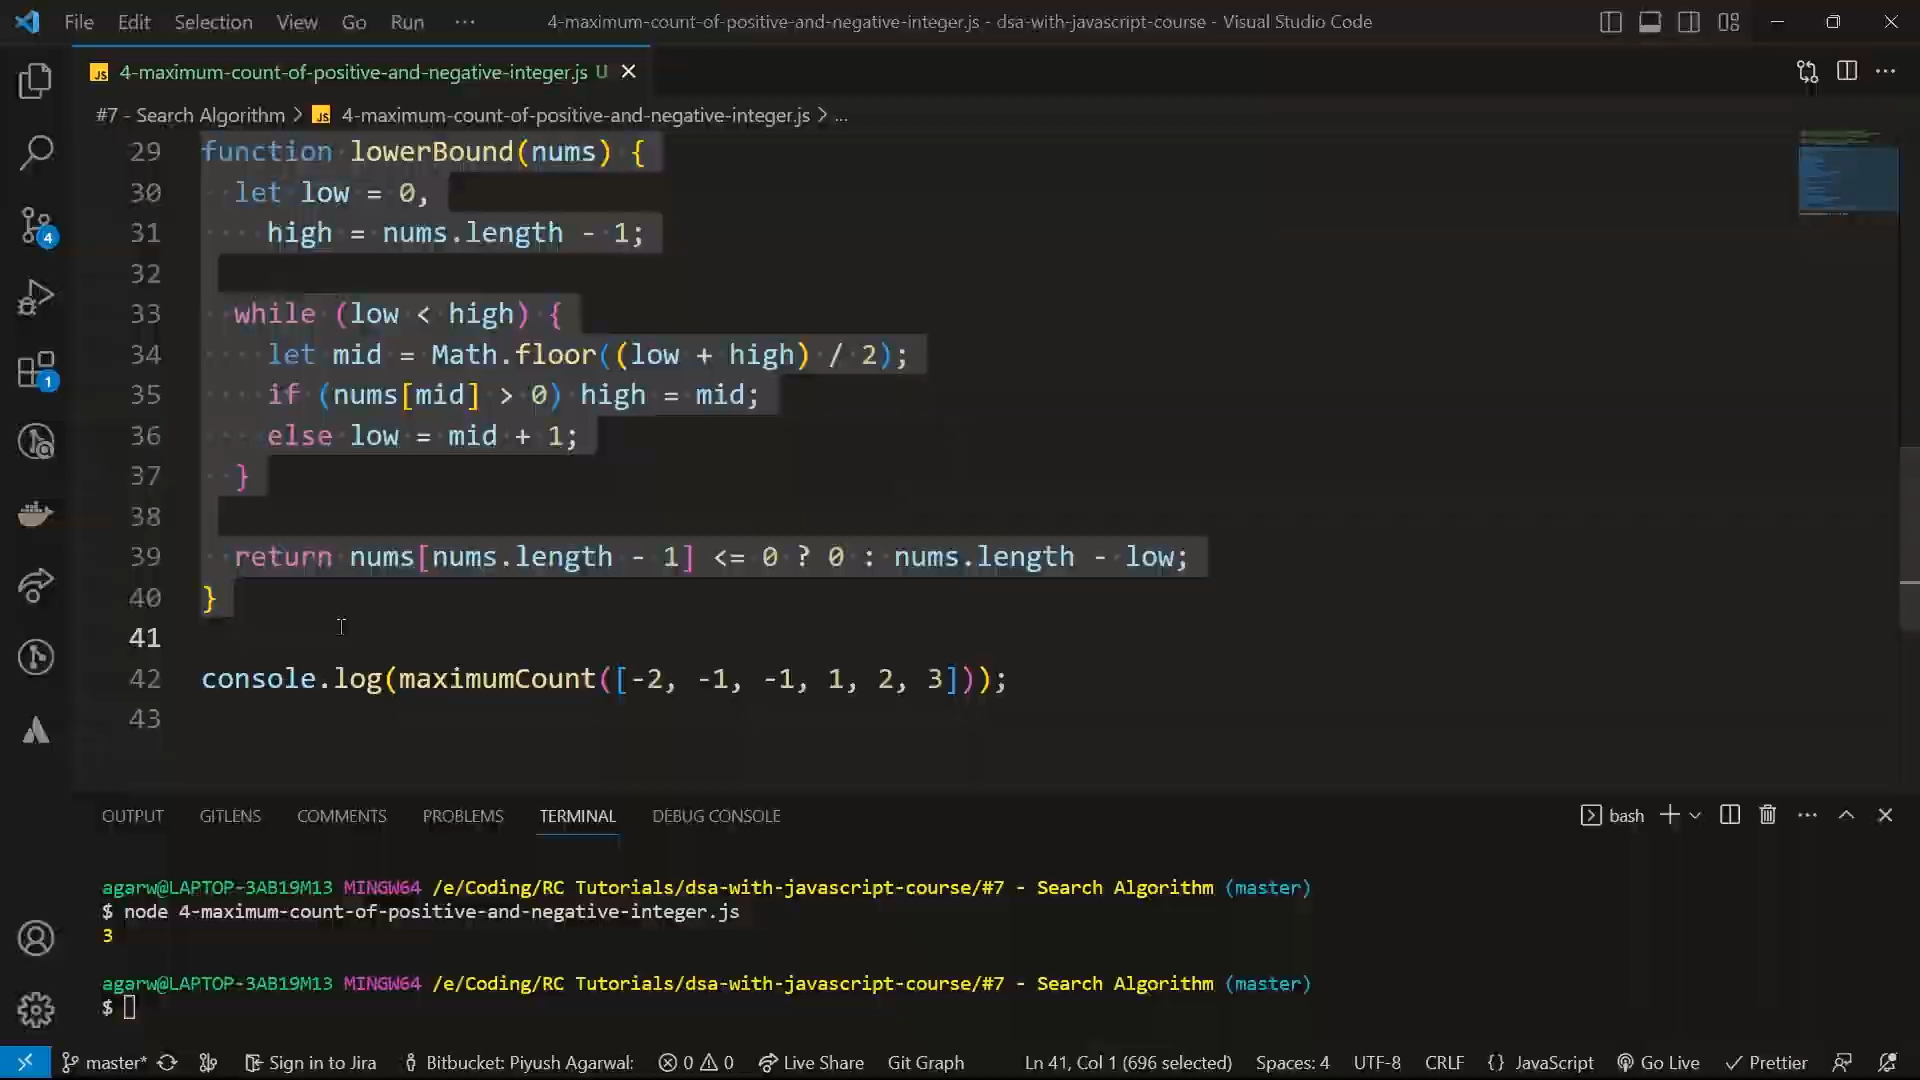 File Edit Selection View Go Run ··· 4-maximum-count-of-positive-and-negative-integer.js - dsa-with-javascript-course - Visual Studio Code
JS 4-maximum-count-of-positive-and-negative-integer.js U
#7 - Search Algorithm > JS 4-maximum-count-of-positive-and-negative-integer.js > ...
29 function lowerBound(nums) {
30 let low = 0,
31 high = nums.length - 1;
32
33 while (low < high) {
34 let mid = Math.floor((low + high) / 2);
35 if (nums[mid] > 0) high = mid;
36 else low = mid + 1;
37 }
38
39 return nums[nums.length - 1] <= 0 ? 0 : nums.length - low;
40 }
41
42 console.log(maximumCount([-2, -1, -1, 1, 2, 3]));
43
4
1
OUTPUT GITLENS COMMENTS PROBLEMS TERMINAL DEBUG CONSOLE bash
agarw@LAPTOP-3AB19M13 MINGW64 /e/Coding/RC Tutorials/dsa-with-javascript-course/#7 - Search Algorithm (master)
$ node 4-maximum-count-of-positive-and-negative-integer.js
3
agarw@LAPTOP-3AB19M13 MINGW64 /e/Coding/RC Tutorials/dsa-with-javascript-course/#7 - Search Algorithm (master)
$
master* Sign in to Jira Bitbucket: Piyush Agarwal: 0 0 Live Share Git Graph Ln 41, Col 1 (696 selected) Spaces: 4 UTF-8 CRLF {} JavaScript Go Live Prettier